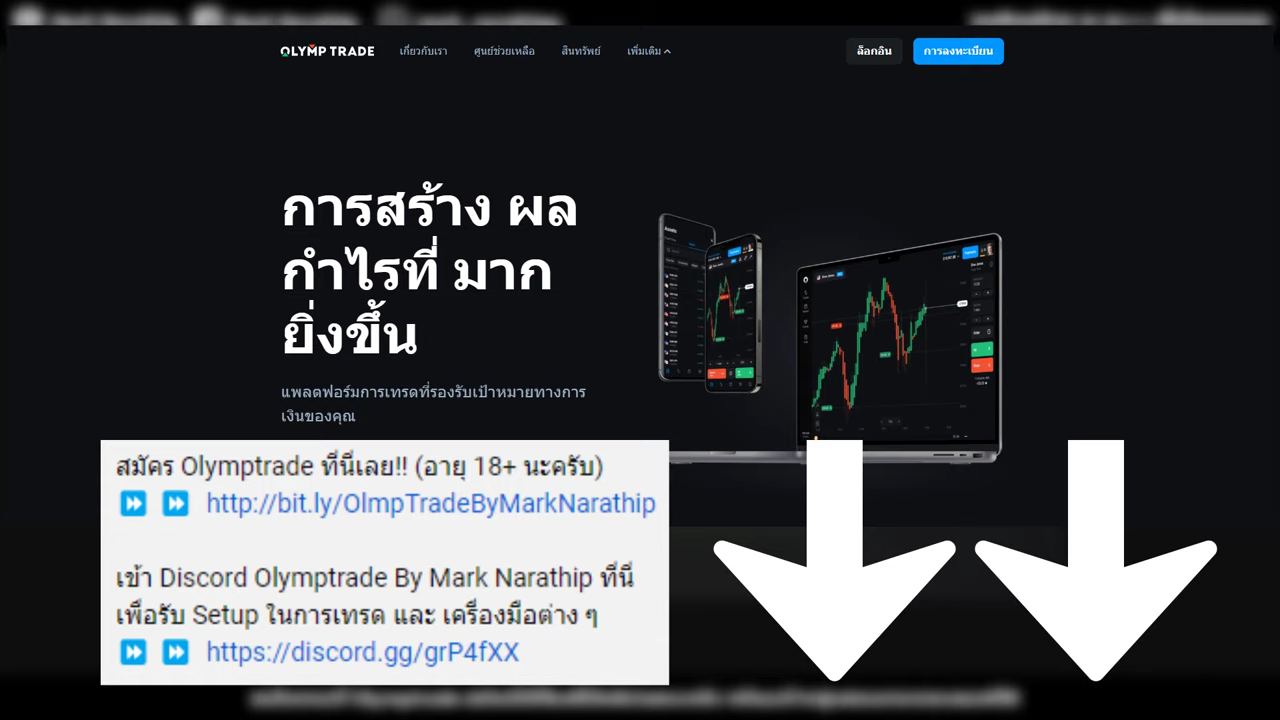 OLYMP TRADE
เกี่ยวกับเรา
ศูนย์ช่วยเหลือ
สินทรัพย์
เพิ่มเติม
ล็อกอิน
การลงทะเบียน
การสร้าง ผล
กำไรที่ มาก
ยิ่งขึ้น
แพลตฟอร์มการเทรดที่รองรับเป้าหมายทางการ
เงินของคุณ
สมัคร Olymptrade ที่นี่เลย!! (อายุ 18+ นะครับ)
http://bit.ly/OlmpTradeByMarkNarathip
เข้า Discord Olymptrade By Mark Narathip ที่นี่
เพื่อรับ Setup ในการเทรด และ เครื่องมือต่าง ๆ
https://discord.gg/grP4fXX